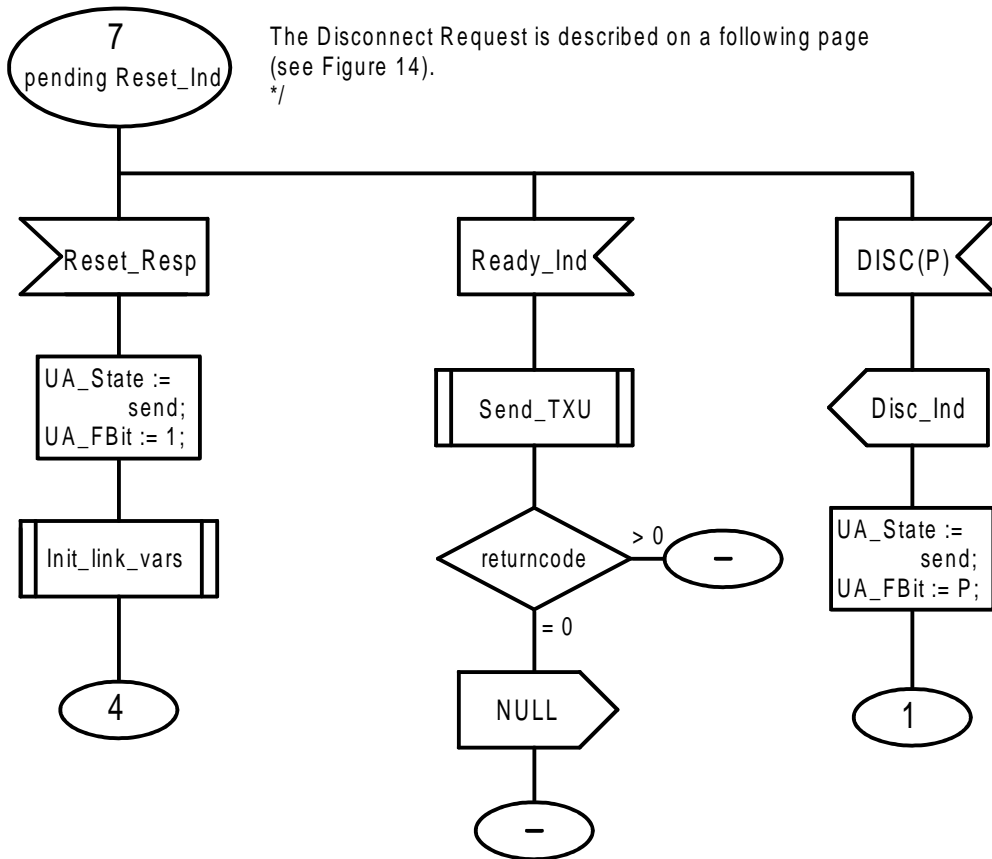 7
pending Reset_Ind
The Disconnect Request is described on a following page
(see Figure 14).
*/
Reset_Resp
Ready_Ind
DISC(P)
UA_State :=
send;
UA_FBit := 1;
Send_TXU
Disc_Ind
Init_link_vars
returncode
> 0
–
= 0
UA_State :=
send;
UA_FBit := P;
4
NULL
1
–